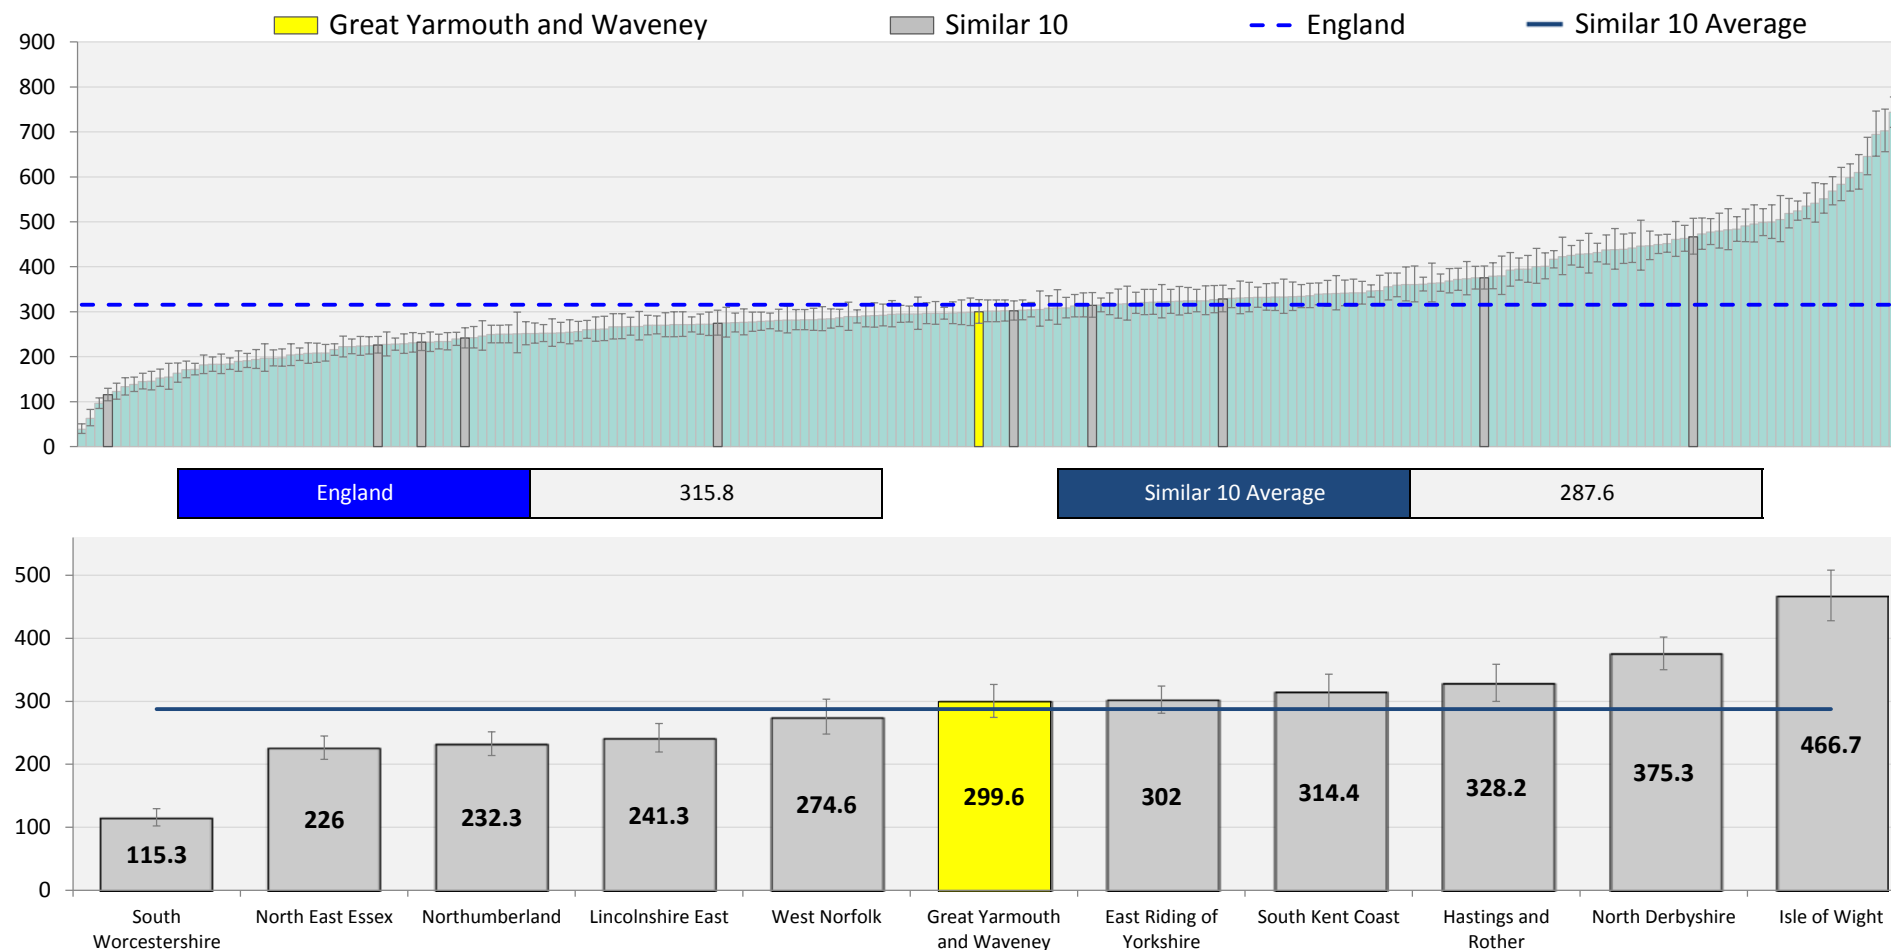 Great Yarmouth and Waveney
Similar 10
England
Similar 10 Average
900
800
700
600
500
400
300
200
100
0
England
315.8
Similar 10 Average
287.6
500
400
300
200
100
0
115.3
226
232.3
241.3
274.6
299.6
302
314.4
328.2
375.3
466.7
South
Worcestershire
North East Essex
Northumberland
Lincolnshire East
West Norfolk
Great Yarmouth
and Waveney
East Riding of
Yorkshire
South Kent Coast
Hastings and
Rother
North Derbyshire
Isle of Wight